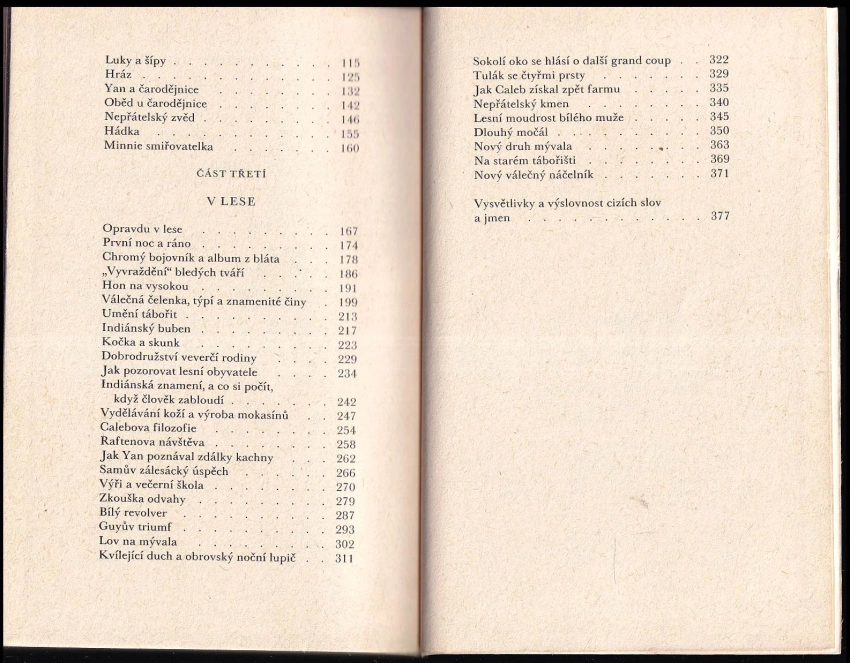 Luky a šípy . . . . . . . . . . . 115
Hráz . . . . . . . . . . . . 125
Yan a čarodějnice . . . . . . . . . 132
Oběd u čarodějnice . . . . . . . . . 142
Nepřátelský zvěd . . . . . . . . . 146
Hádka . . . . . . . . . . . . 155
Minnie smiřovatelka . . . . . . . . 160
ČÁST TŘETÍ
V LESE
Opravdu v lese . . . . . . . . . . 167
První noc a ráno . . . . . . . . . 174
Chromý bojovník a album z bláta . . . 178
„Vyvraždění“ bledých tváří . . . . . 186
Hon na vysokou . . . . . . . . . 191
Válečná čelenka, týpí a znamenité činy . 199
Umění tábořit . . . . . . . . . . 213
Indiánský buben . . . . . . . . . 217
Kočka a skunk . . . . . . . . . . 223
Dobrodružství veverčí rodiny . . . . 229
Jak pozorovat lesní obyvatele . . . . 234
Indiánská znamení, a co si počít,
když člověk zabloudí . . . . . . . 242
Vydělávání koží a výroba mokasínů . . 247
Calebova filozofie . . . . . . . . 254
Raftenova návštěva . . . . . . . . 258
Jak Yan poznával zdálky kachny . . . 262
Samův zálesácký úspěch . . . . . . 266
Výři a večerní škola . . . . . . . . 270
Zkouška odvahy . . . . . . . . . 279
Bílý revolver . . . . . . . . . . 287
Guyův triumf . . . . . . . . . . 293
Lov na mývala . . . . . . . . . 302
Kvílející duch a obrovský noční lupič . . 311
Sokolí oko se hlásí o další grand coup . . 322
Tulák se čtyřmi prsty . . . . . . . 329
Jak Caleb získal zpět farmu . . . . . 335
Nepřátelský kmen . . . . . . . . . 340
Lesní moudrost bílého muže . . . . . 345
Dlouhý močál . . . . . . . . . . 350
Nový druh mývala . . . . . . . . 363
Na starém tábořišti . . . . . . . . 369
Nový válečný náčelník . . . . . . . 371
Vysvětlivky a výslovnost cizích slov
a jmen . . . . . . . . . . . . 377